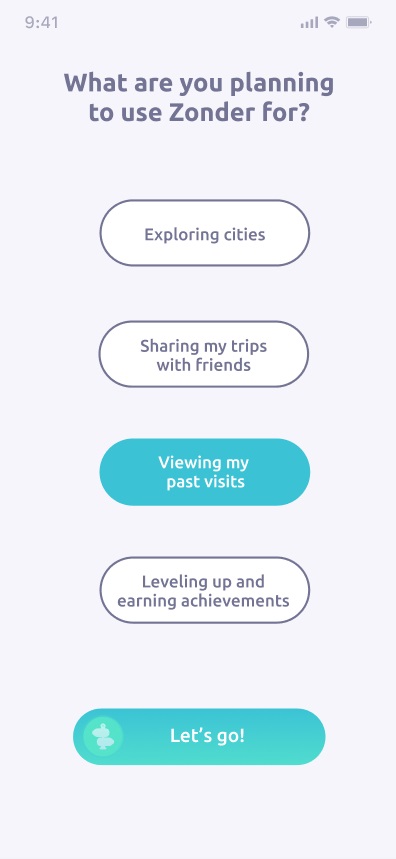 9:41
What are you planning
to use Zonder for?
Exploring cities
Sharing my trips
with friends
Viewing my
past visits
Leveling up and
earning achievements
Let’s go!